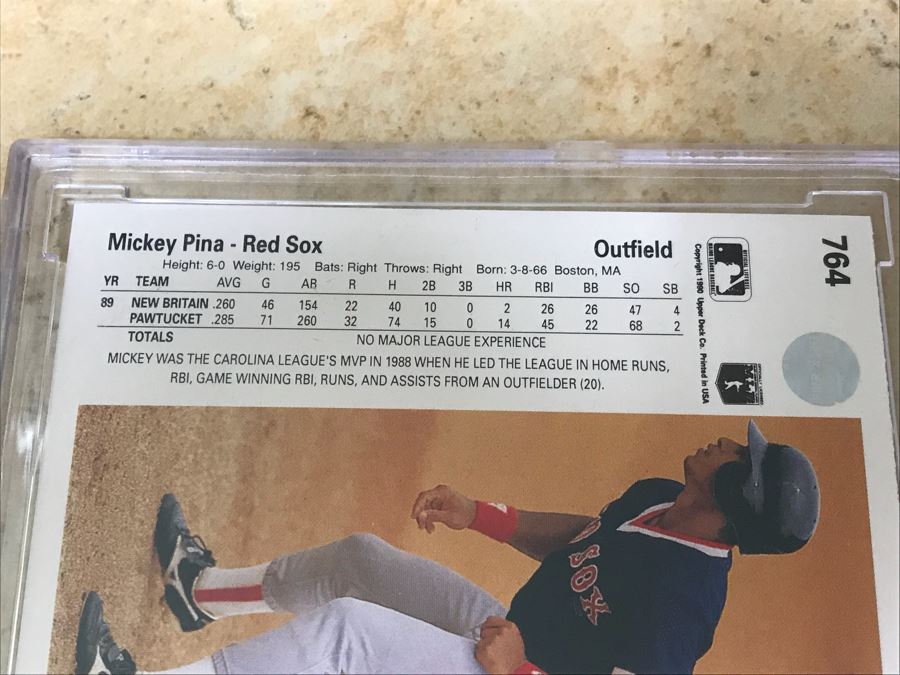 Mickey Pina - Red Sox Outfield
Height: 6-0 Weight: 195 Bats: Right Throws: Right Born: 3-8-66 Boston, MA
YR TEAM AVG G AB R H 2B 3B HR RBI BB SO SB
89 NEW BRITAIN .260 46 154 22 40 10 0 2 26 26 47 4
PAWTUCKET .285 71 260 32 74 15 0 14 45 22 68 2
TOTALS NO MAJOR LEAGUE EXPERIENCE
MICKEY WAS THE CAROLINA LEAGUE'S MVP IN 1988 WHEN HE LED THE LEAGUE IN HOME RUNS,
RBI, GAME WINNING RBI, RUNS, AND ASSISTS FROM AN OUTFIELDER (20).
Copyright 1990 Upper Deck Co. Printed in USA
764
SOX